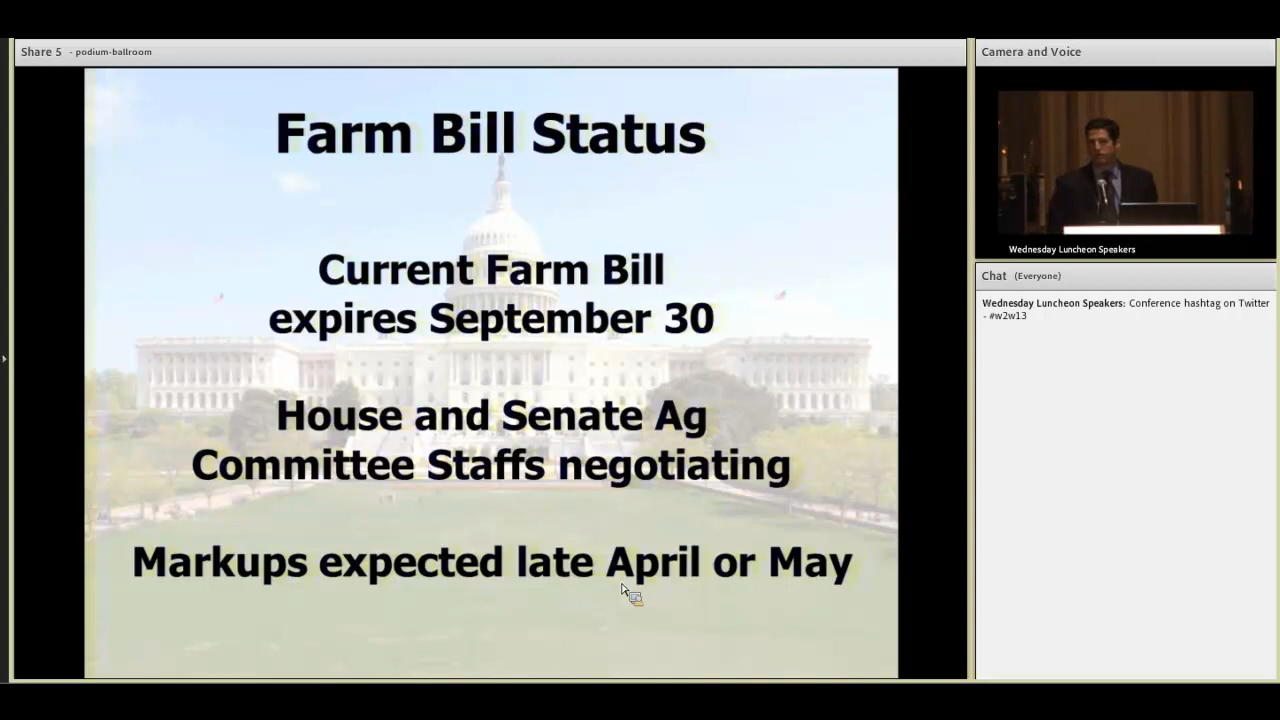 Share 5 - podium-ballroom
Farm Bill Status
Current Farm Bill
expires September 30
House and Senate Ag
Committee Staffs negotiating
Markups expected late April or May
Camera and Voice
Wednesday Luncheon Speakers
Chat (Everyone)
Wednesday Luncheon Speakers: Conference hashtag on Twitter
- #w2w13